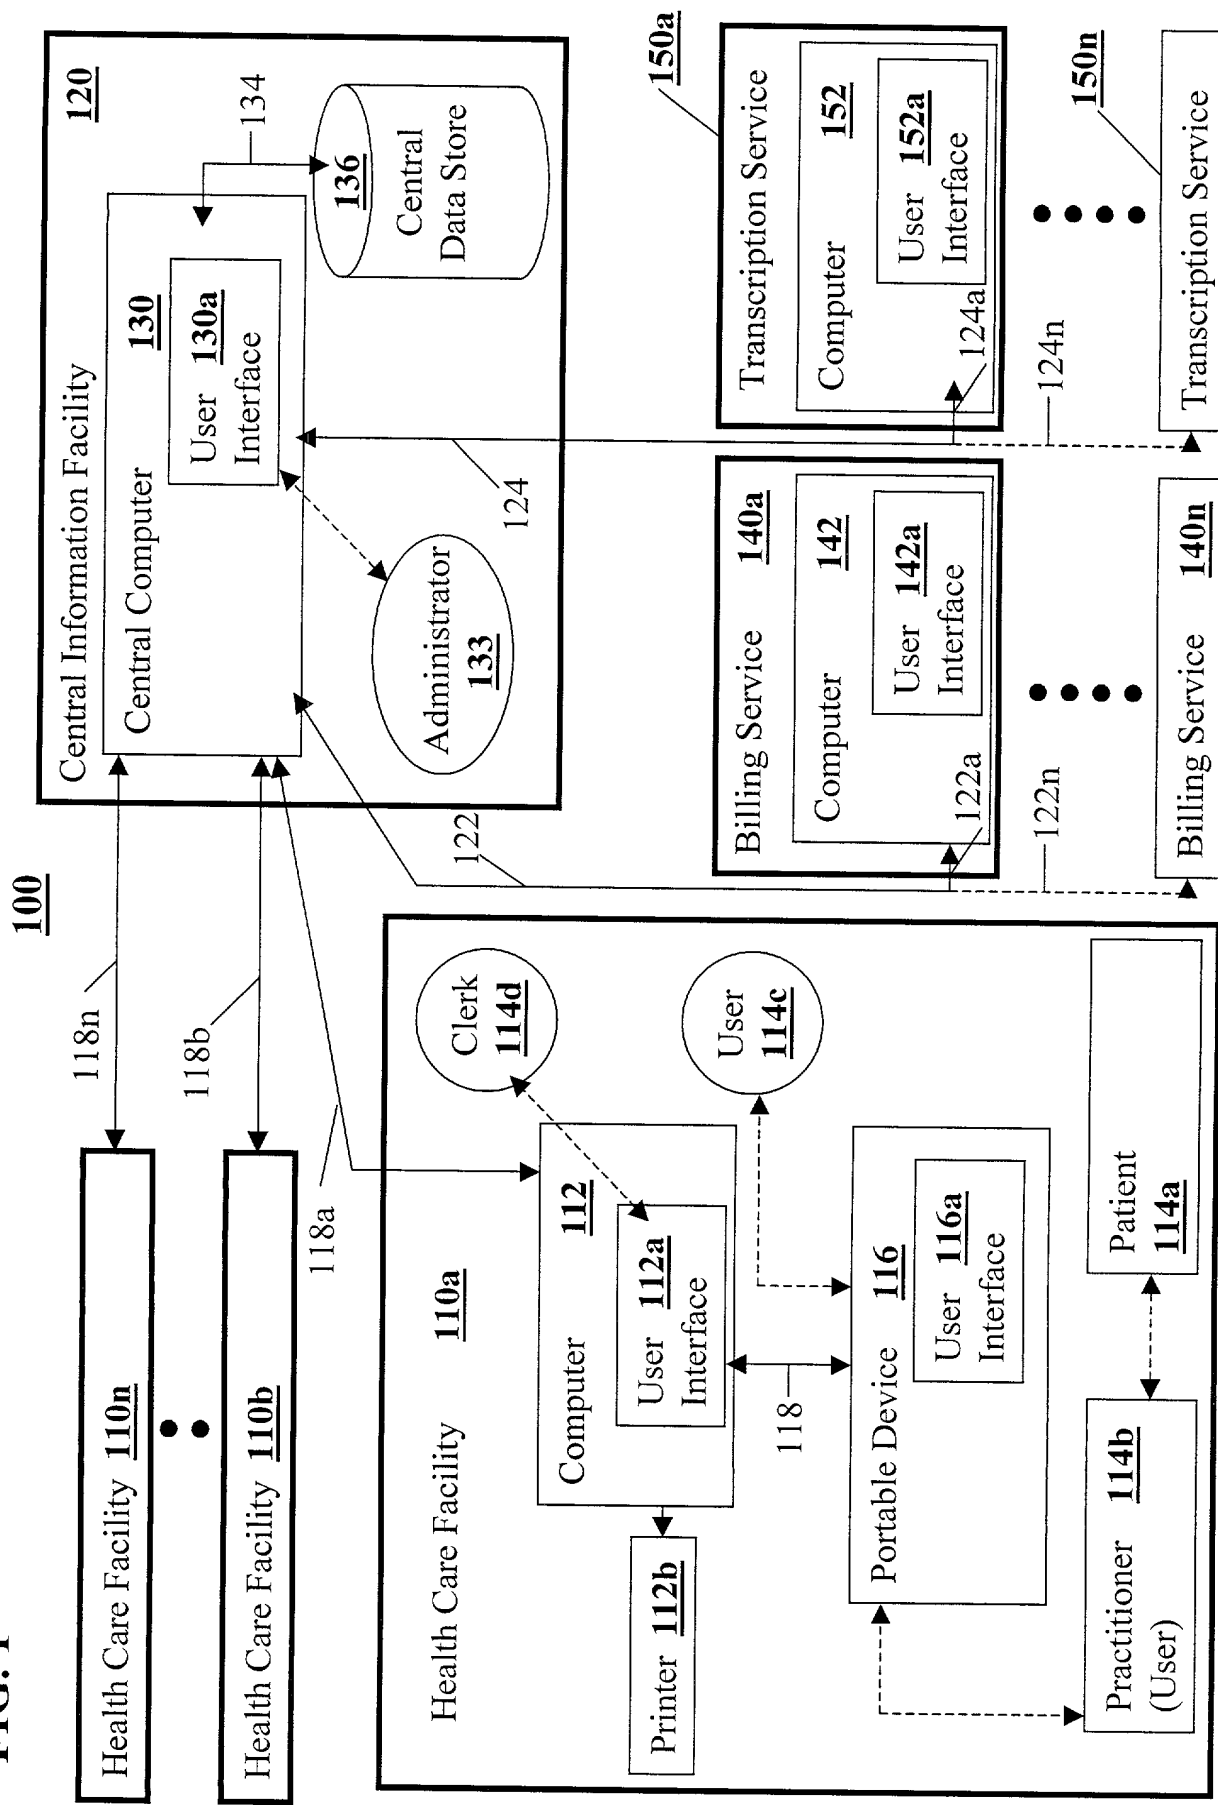 FIG. 1
100
Health Care Facility 110n
Health Care Facility 110b
118n
118b
118a
Central Information Facility
120
Central Computer
130
User 130a
Interface
134
136
Central
Data Store
Administrator
133
122
124
Health Care Facility
110a
Computer
112
User 112a
Interface
Printer 112b
Clerk
114d
User
114c
118
Portable Device
116
User 116a
Interface
Practitioner
114b
(User)
Patient
114a
Billing Service
140a
Computer
142
User 142a
Interface
122a
122n
Billing Service
140n
Transcription Service
150a
Computer
152
User 152a
Interface
124a
124n
Transcription Service
150n